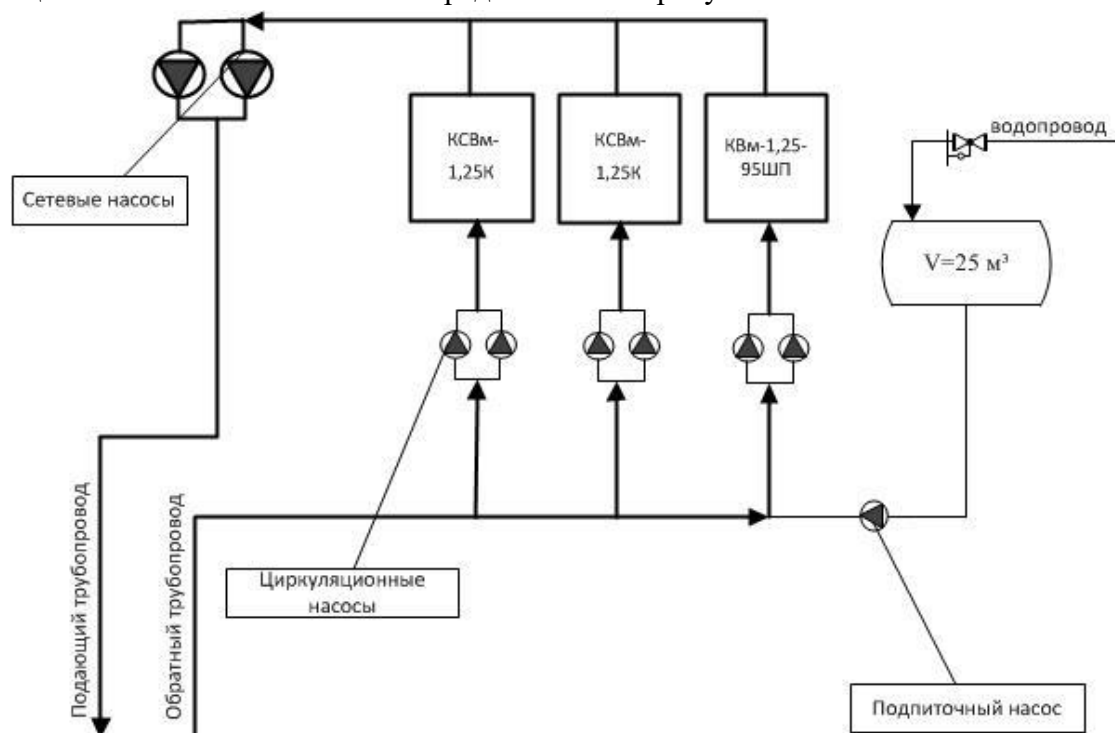 КСВм-
1,25К
КСВм-
1,25К
КВм-1,25-
95ШП
водопровод
Сетевые насосы
V=25 м³
Подающий трубопровод
Обратный трубопровод
Циркуляционные
насосы
Подпиточный насос